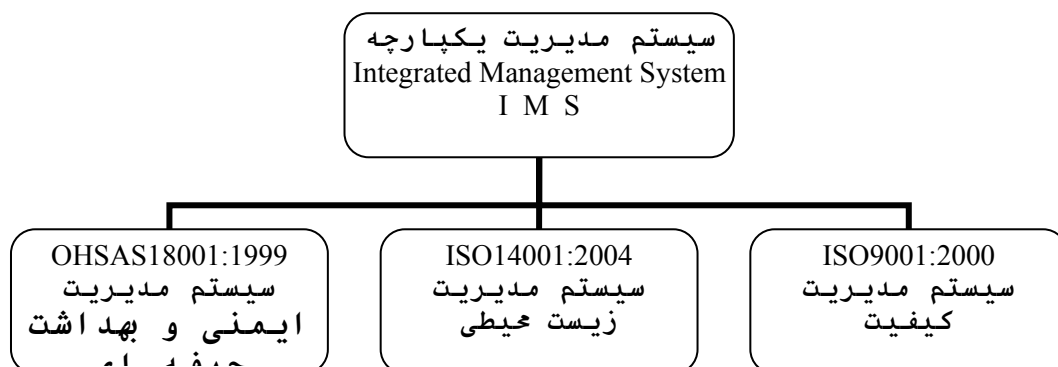 سیستم مدیریت یکپارچه
Integrated Management System
I M S
ISO9001:2000
سیستم مدیریت
کیفیت
ISO14001:2004
سیستم مدیریت
زیست محیطی
OHSAS18001:1999
سیستم مدیریت
ایمنی و بهداشت